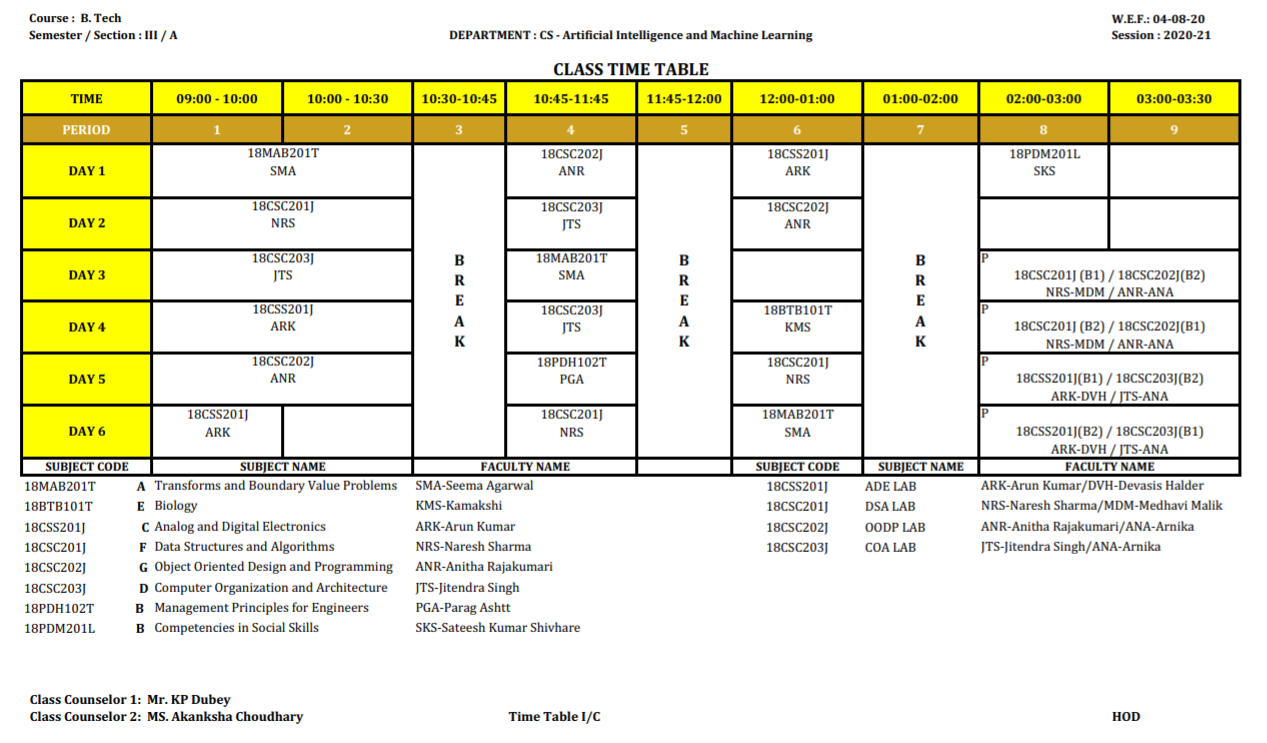 Course : B. Tech W.E.F.: 04-08-20
Semester / Section : III / A DEPARTMENT : CS - Artificial Intelligence and Machine Learning Session : 2020-21
CLASS TIME TABLE
TIME 09:00 - 10:00 10:00 - 10:30 10:30-10:45 10:45-11:45 11:45-12:00 12:00-01:00 01:00-02:00 02:00-03:00 03:00-03:30
PERIOD 1 2 3 4 5 6 7 8 9
DAY 1 18MAB201T 18CSC202J 18CSS201J 18PDM201L
SMA ANR ARK SKS
DAY 2 18CSC201J 18CSC203J 18CSC202J
NRS JTS ANR
BREAK BREAK BREAK
DAY 3 18CSC203J 18MAB201T P 18CSC201J (B1) / 18CSC202J(B2)
JTS SMA NRS-MDM / ANR-ANA
DAY 4 18CSS201J 18CSC203J 18BTB101T P 18CSC201J (B2) / 18CSC202J(B1)
ARK JTS KMS NRS-MDM / ANR-ANA
DAY 5 18CSC202J 18PDH102T 18CSC201J P 18CSS201J(B1) / 18CSC203J(B2)
ANR PGA NRS ARK-DVH / JTS-ANA
DAY 6 18CSS201J 18CSC201J 18MAB201T P 18CSS201J(B2) / 18CSC203J(B1)
ARK NRS SMA ARK-DVH / JTS-ANA
SUBJECT CODE SUBJECT NAME FACULTY NAME SUBJECT CODE SUBJECT NAME FACULTY NAME
18MAB201T A Transforms and Boundary Value Problems SMA-Seema Agarwal 18CSS201J ADE LAB ARK-Arun Kumar/DVH-Devasis Halder
18BTB101T E Biology KMS-Kamakshi 18CSC201J DSA LAB NRS-Naresh Sharma/MDM-Medhavi Malik
18CSS201J C Analog and Digital Electronics ARK-Arun Kumar 18CSC202J OODP LAB ANR-Anitha Rajakumari/ANA-Arnika
18CSC201J F Data Structures and Algorithms NRS-Naresh Sharma 18CSC203J COA LAB JTS-Jitendra Singh/ANA-Arnika
18CSC202J G Object Oriented Design and Programming ANR-Anitha Rajakumari
18CSC203J D Computer Organization and Architecture JTS-Jitendra Singh
18PDH102T B Management Principles for Engineers PGA-Parag Ashtt
18PDM201L B Competencies in Social Skills SKS-Sateesh Kumar Shivhare
Class Counselor 1: Mr. KP Dubey
Class Counselor 2: MS. Akanksha Choudhary Time Table I/C HOD